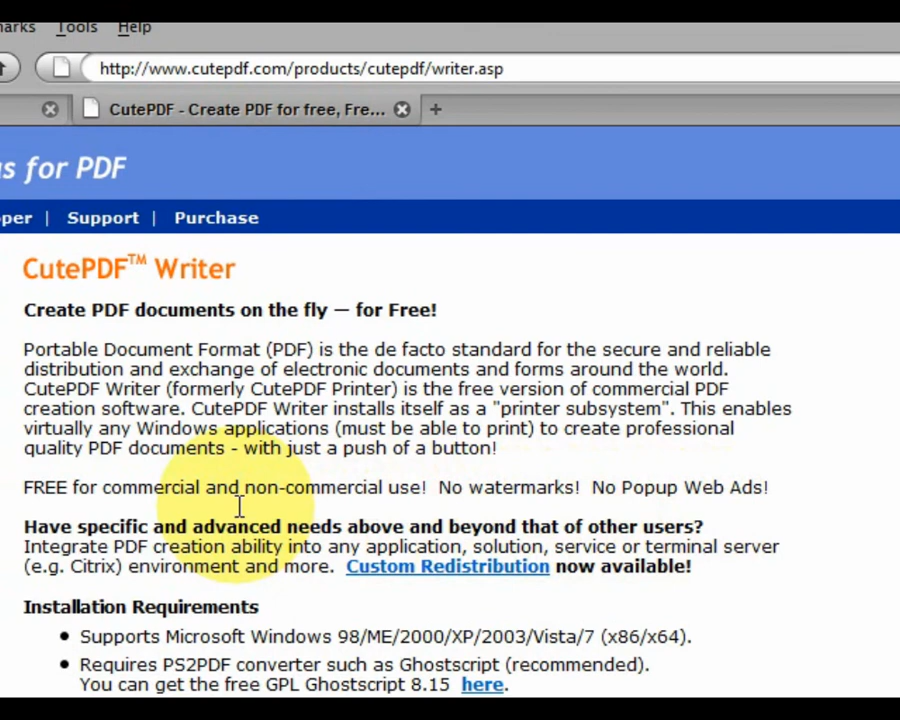 Tools Help
http://www.cutepdf.com/products/cutepdf/writer.asp
CutePDF - Create PDF for free, Fre...
for PDF
Support | Purchase
CutePDF™ Writer
Create PDF documents on the fly — for Free!
Portable Document Format (PDF) is the de facto standard for the secure and reliable
distribution and exchange of electronic documents and forms around the world.
CutePDF Writer (formerly CutePDF Printer) is the free version of commercial PDF
creation software. CutePDF Writer installs itself as a "printer subsystem". This enables
virtually any Windows applications (must be able to print) to create professional
quality PDF documents - with just a push of a button!
FREE for commercial and non-commercial use! No watermarks! No Popup Web Ads!
Have specific and advanced needs above and beyond that of other users?
Integrate PDF creation ability into any application, solution, service or terminal server
(e.g. Citrix) environment and more. Custom Redistribution now available!
Installation Requirements
• Supports Microsoft Windows 98/ME/2000/XP/2003/Vista/7 (x86/x64).
• Requires PS2PDF converter such as Ghostscript (recommended).
You can get the free GPL Ghostscript 8.15 here.